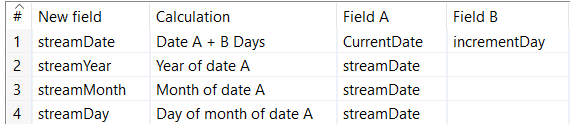 # New field Calculation Field A Field B
1 streamDate Date A + B Days CurrentDate incrementDay
2 streamYear Year of date A streamDate
3 streamMonth Month of date A streamDate
4 streamDay Day of month of date A streamDate